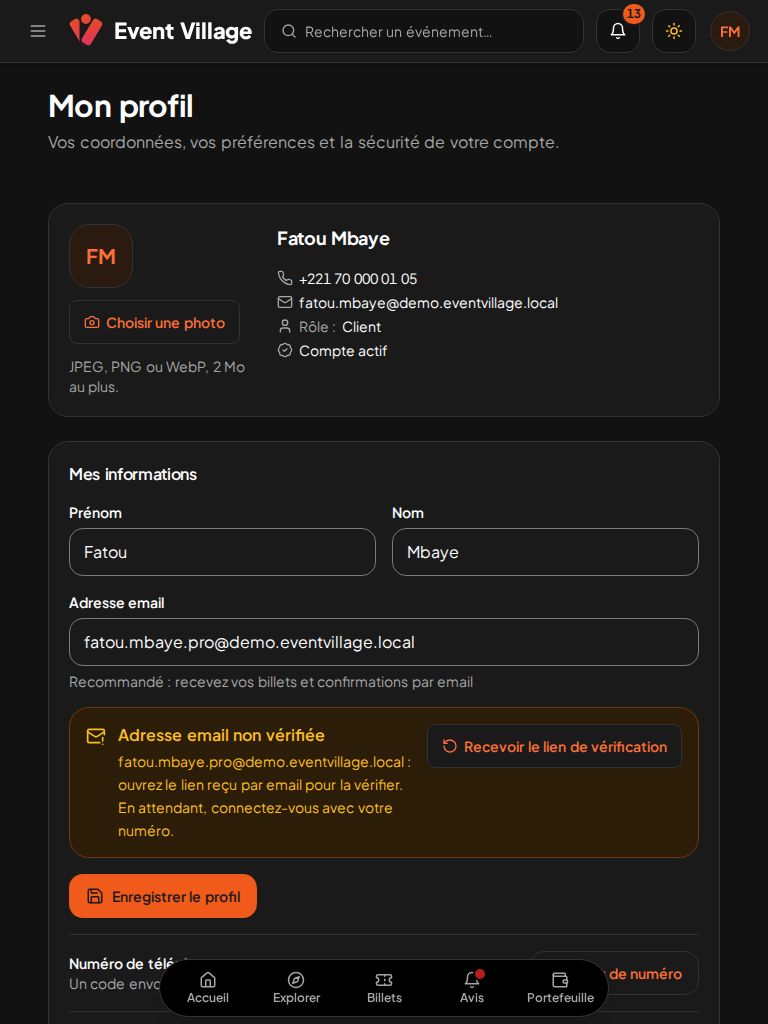 Event Village
Rechercher un événement...
13
FM
Mon profil
Vos coordonnées, vos préférences et la sécurité de votre compte.
FM
Choisir une photo
JPEG, PNG ou WebP, 2 Mo
au plus.
Fatou Mbaye
+221 70 000 01 05
fatou.mbaye@demo.eventvillage.local
Rôle : Client
Compte actif
Mes informations
Prénom
Nom
Fatou
Mbaye
Adresse email
fatou.mbaye.pro@demo.eventvillage.local
Recommandé : recevez vos billets et confirmations par email
Adresse email non vérifiée
fatou.mbaye.pro@demo.eventvillage.local :
ouvrez le lien reçu par email pour la vérifier.
En attendant, connectez-vous avec votre
numéro.
Recevoir le lien de vérification
Enregistrer le profil
Numéro de
Un code
de numéro
Accueil
Explorer
Billets
Avis
Portefeuille